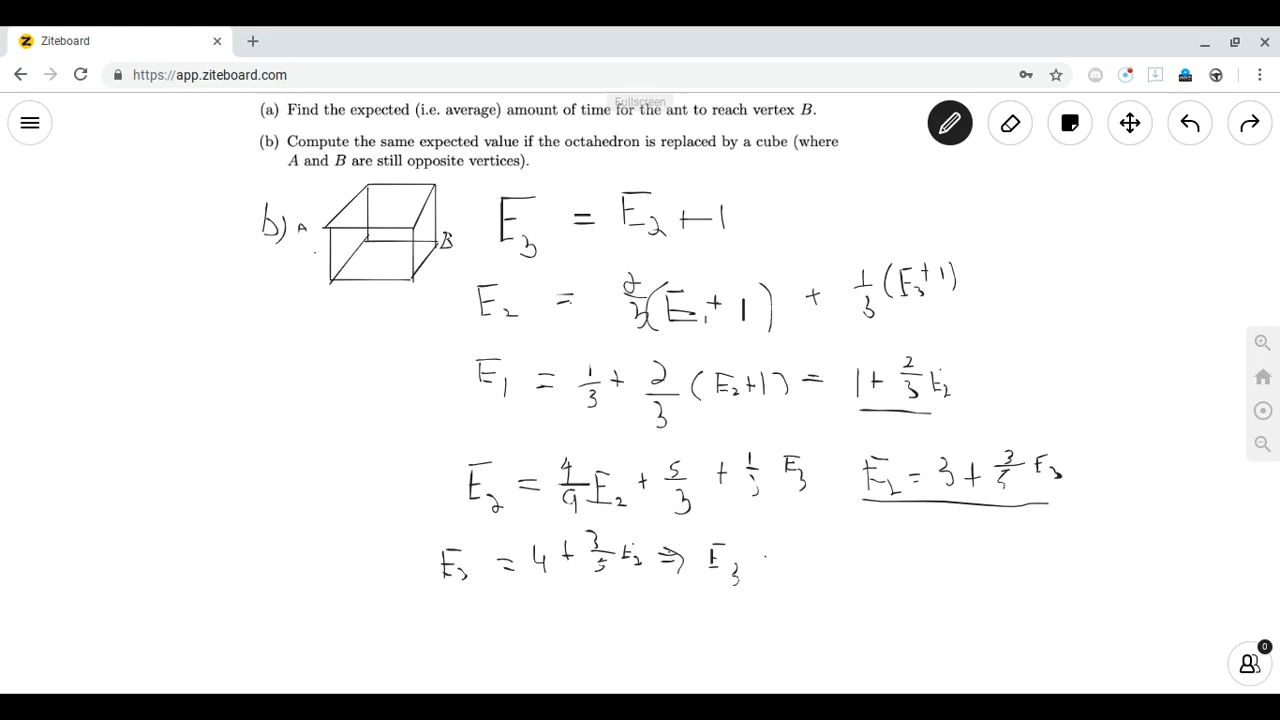 Ziteboard
https://app.ziteboard.com
Fullscreen
(a) Find the expected (i.e. average) amount of time for the ant to reach vertex B.
(b) Compute the same expected value if the octahedron is replaced by a cube (where
A and B are still opposite vertices).
b) A B E₃ = E₂ + 1
E₂ = 2/3 (E₁ + 1) + 1/3 (E₃ + 1)
E₁ = 1/3 + 2/3 (E₂ + 1) = 1 + 2/3 E₂
E₂ = 4/9 E₂ + 5/3 + 1/3 E₃ E₂ = 3 + 3/5 E₃
E₃ = 4 + 3/5 E₂ ⇒ E₃
0